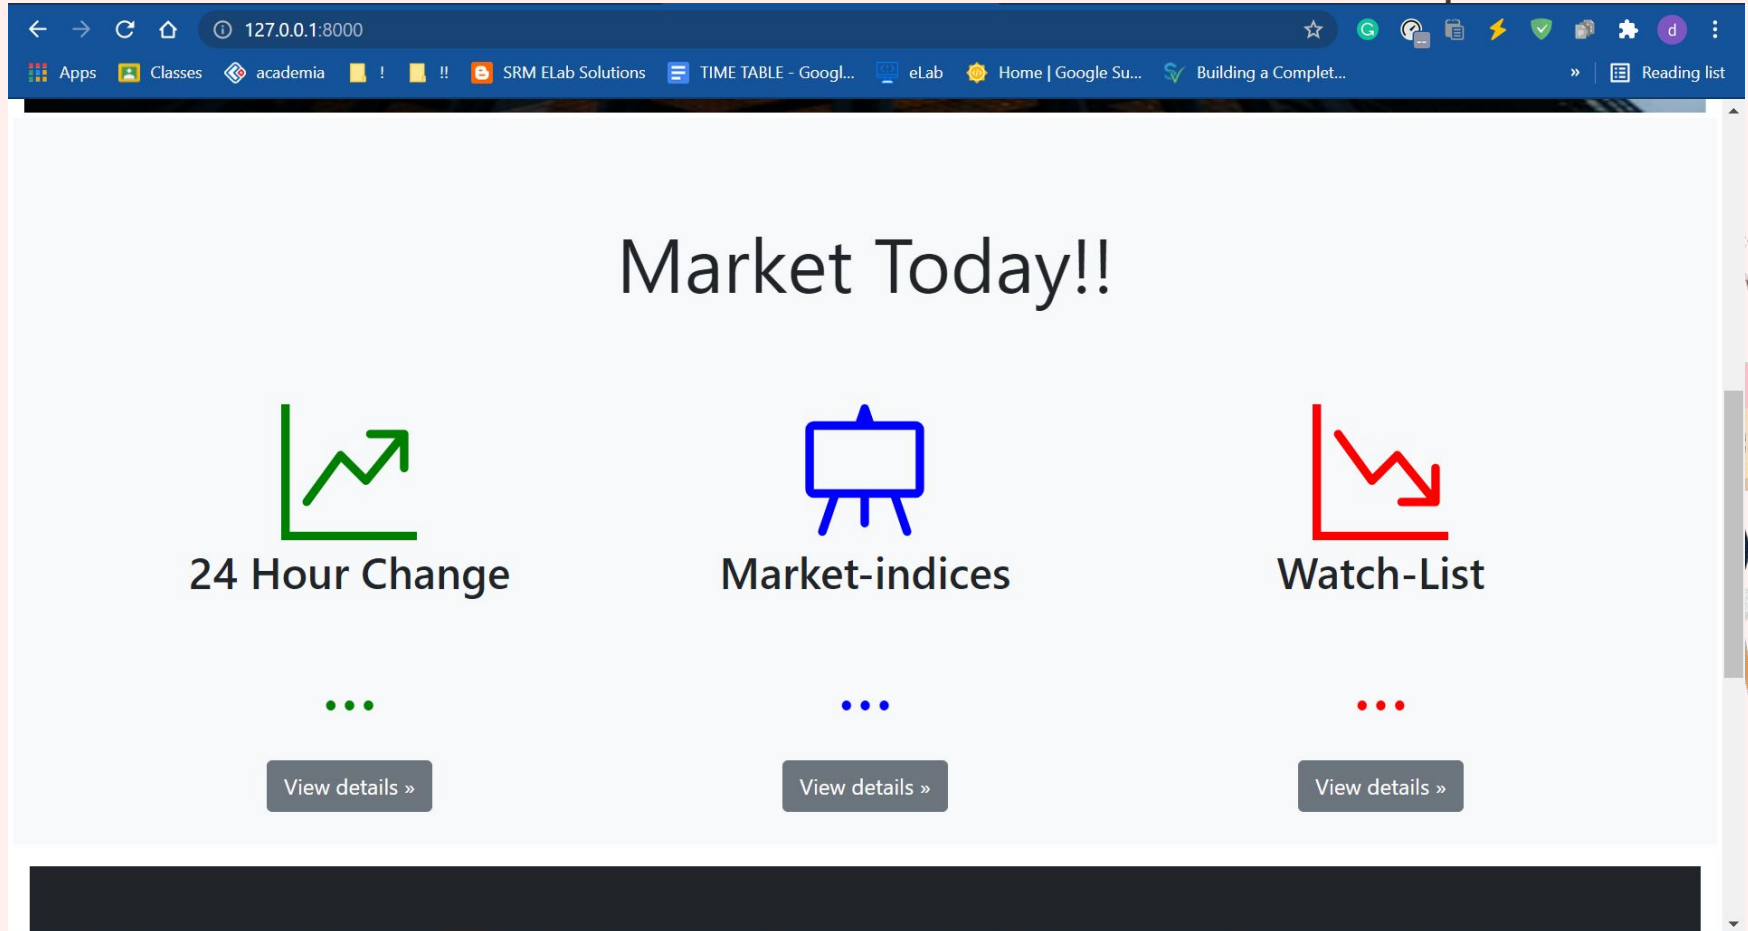 127.0.0.1:8000
Apps Classes academia ! !! SRM ELab Solutions TIME TABLE - Googl... eLab Home | Google Su... Building a Complet... » Reading list
Market Today!!
24 Hour Change Market-indices Watch-List
... ... ...
View details » View details » View details »